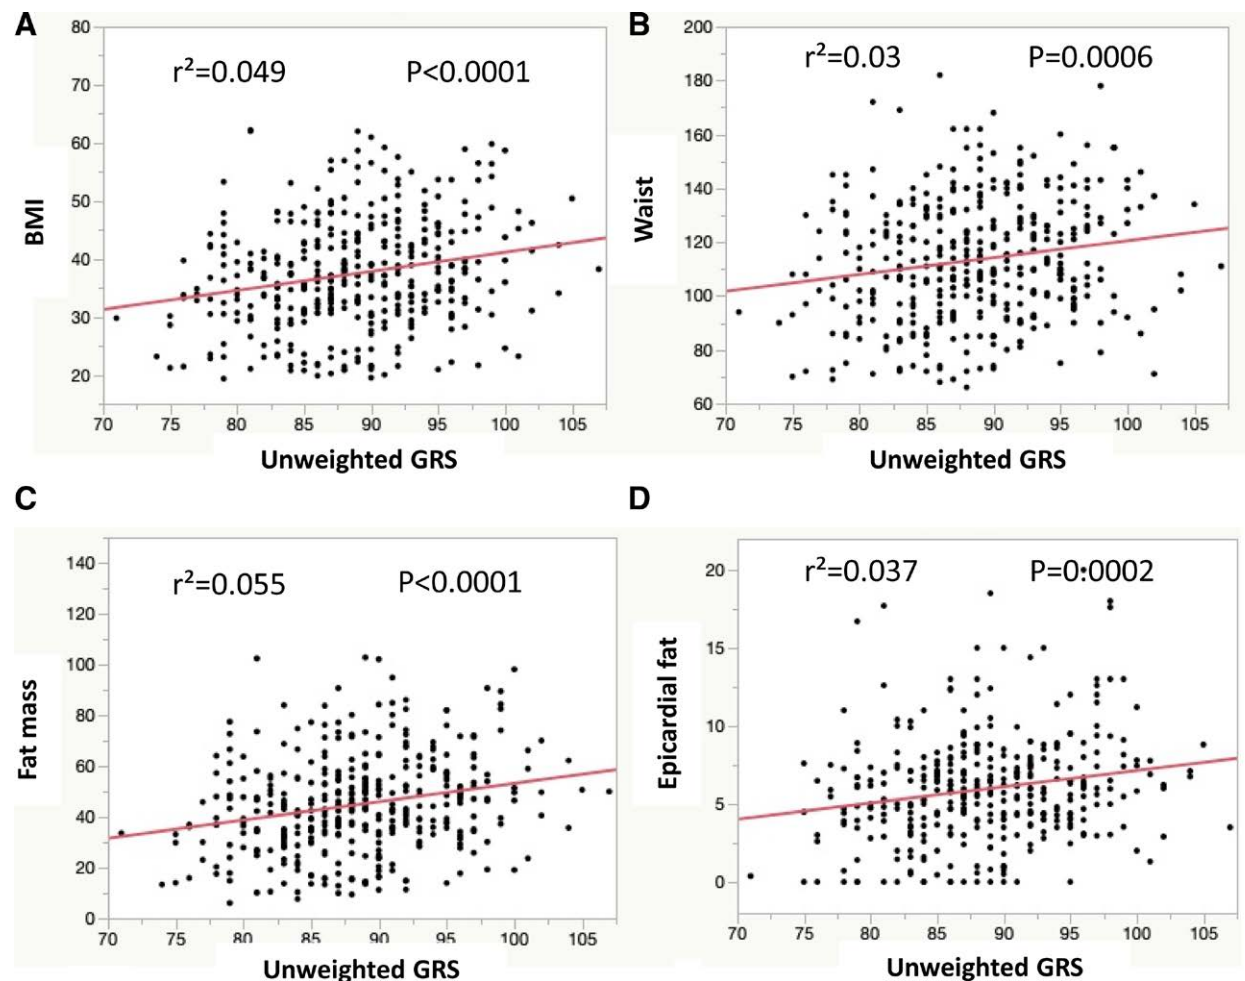 A
r²=0.049 P<0.0001
80
70
60
50
40
30
20
BMI
70 75 80 85 90 95 100 105
Unweighted GRS
B
r²=0.03 P=0.0006
200
180
160
140
120
100
80
60
Waist
70 75 80 85 90 95 100 105
Unweighted GRS
C
r²=0.055 P<0.0001
140
120
100
80
60
40
20
0
Fat mass
70 75 80 85 90 95 100 105
Unweighted GRS
D
r²=0.037 P=0.0002
20
15
10
5
0
Epicardial fat
70 75 80 85 90 95 100 105
Unweighted GRS